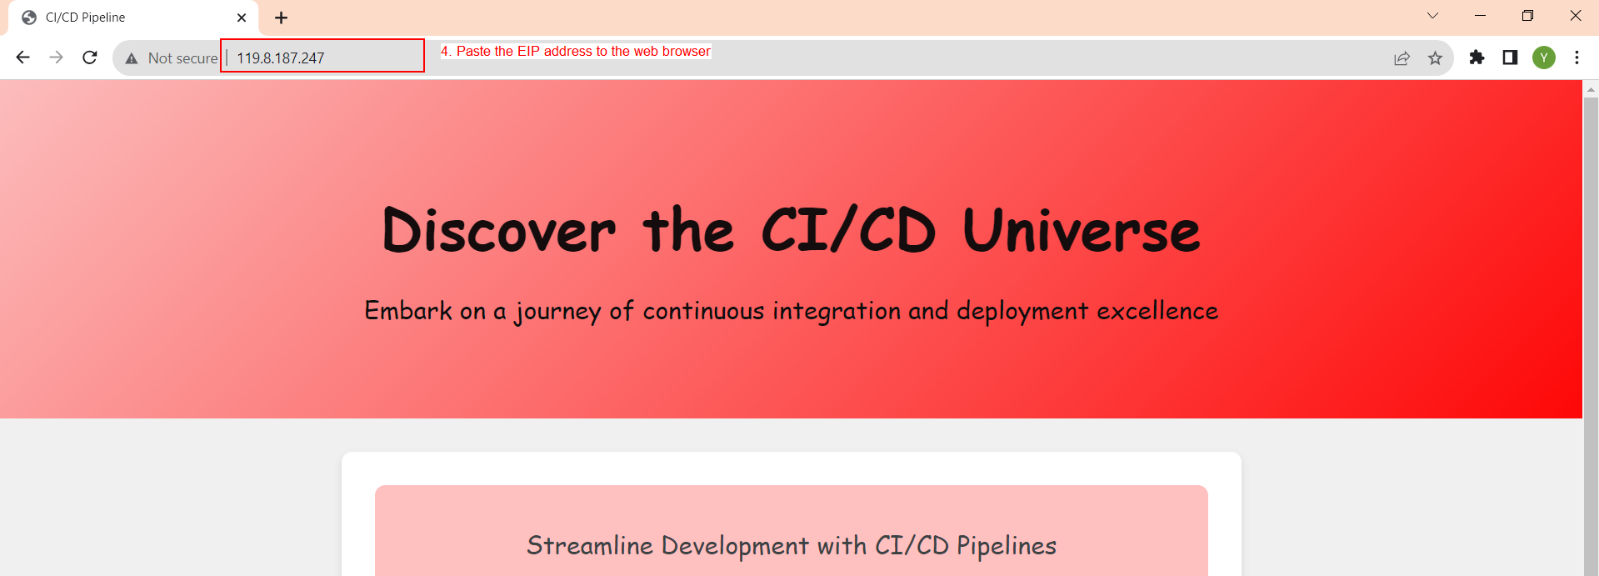 CI/CD Pipeline
Not secure | 119.8.187.247
4. Paste the EIP address to the web browser
Y
Discover the CI/CD Universe
Embark on a journey of continuous integration and deployment excellence
Streamline Development with CI/CD Pipelines